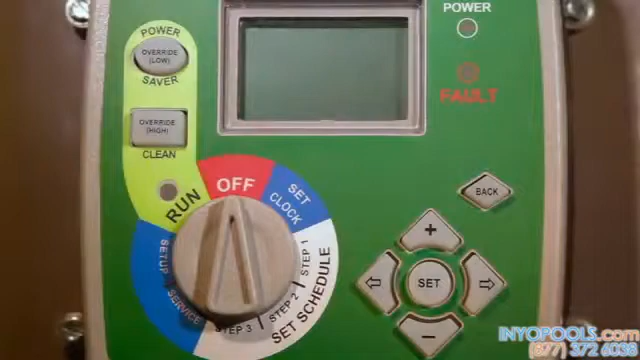 POWER
OVERRIDE
(LOW)
SAVER
OVERRIDE
(HIGH)
CLEAN
POWER
FAULT
RUN
OFF
SET
CLOCK
STEP 1
STEP 2
STEP 3
SET SCHEDULE
SERVICE
SETUP
BACK
+
SET
−
INYOPOOLS.COM
(877) 372 6038